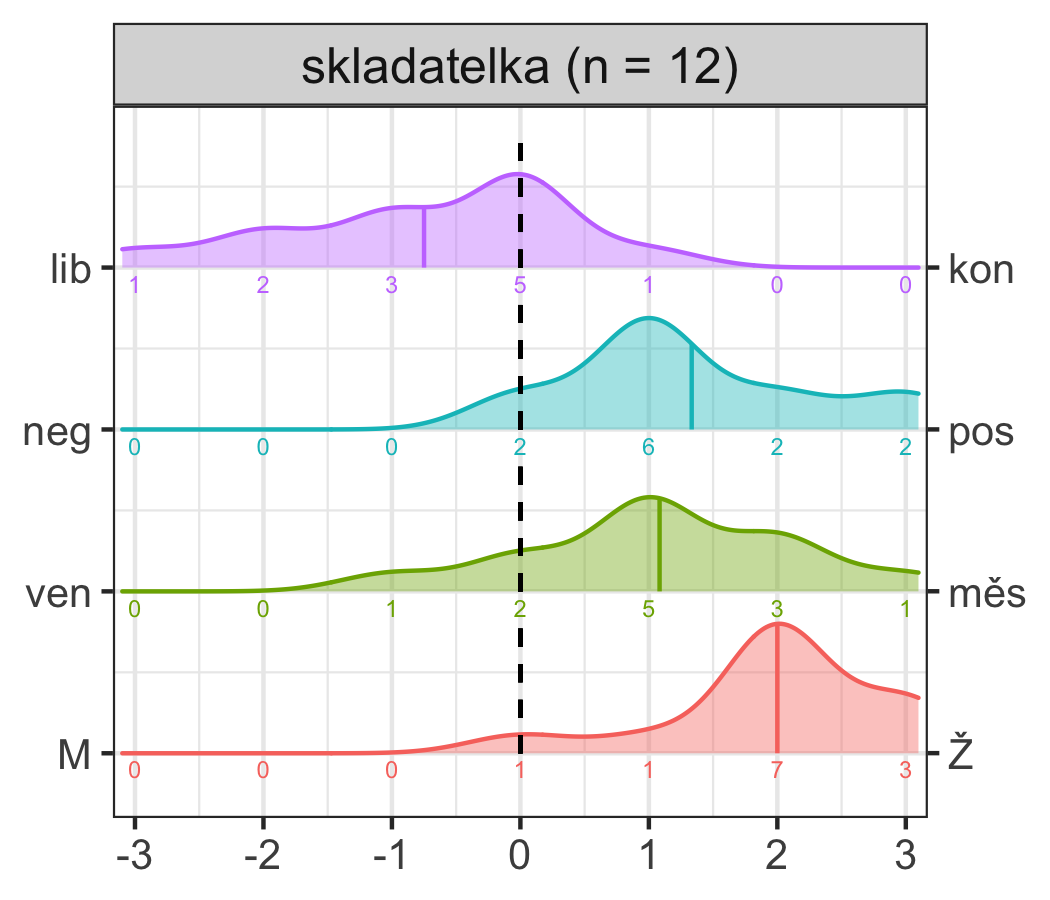 skladatelka (n = 12)
lib kon
1 2 3 5 1 0 0
neg pos
0 0 0 2 6 2 2
ven měs
0 0 1 2 5 3 1
M Ž
0 0 0 1 1 7 3
-3 -2 -1 0 1 2 3